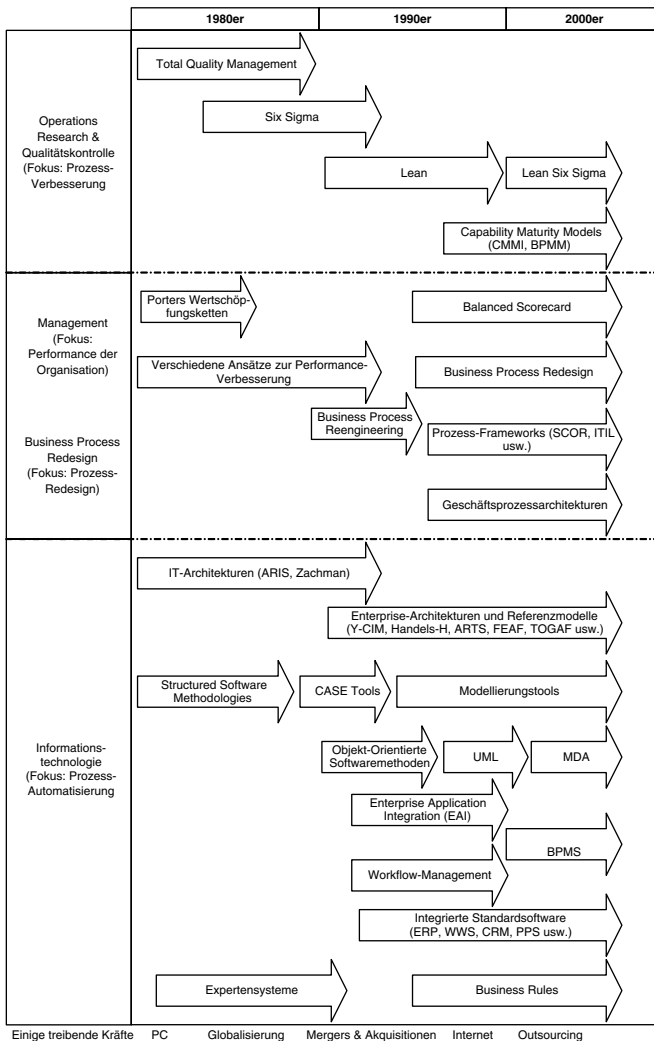 1980er 1990er 2000er
Operations
Research &
Qualitätskontrolle
(Fokus: Prozess-
Verbesserung
Total Quality Management
Six Sigma
Lean
Lean Six Sigma
Capability Maturity Models
(CMMI, BPMM)
Management
(Fokus:
Performance der
Organisation)
Business Process
Redesign
(Fokus: Prozess-
Redesign)
Porters Wertschöp-
fungsketten
Balanced Scorecard
Verschiedene Ansätze zur Performance-
Verbesserung
Business Process Redesign
Business Process
Reengineering
Prozess-Frameworks (SCOR, ITIL
usw.)
Geschäftsprozessarchitekturen
Informations-
technologie
(Fokus: Prozess-
Automatisierung
IT-Architekturen (ARIS, Zachman)
Enterprise-Architekturen und Referenzmodelle
(Y-CIM, Handels-H, ARTS, FEAF, TOGAF usw.)
Structured Software
Methodologies
CASE Tools
Modellierungstools
Objekt-Orientierte
Softwaremethoden
UML
MDA
Enterprise Application
Integration (EAI)
BPMS
Workflow-Management
Integrierte Standardsoftware
(ERP, WWS, CRM, PPS usw.)
Expertensysteme
Business Rules
Einige treibende Kräfte PC Globalisierung Mergers & Akquisitionen Internet Outsourcing